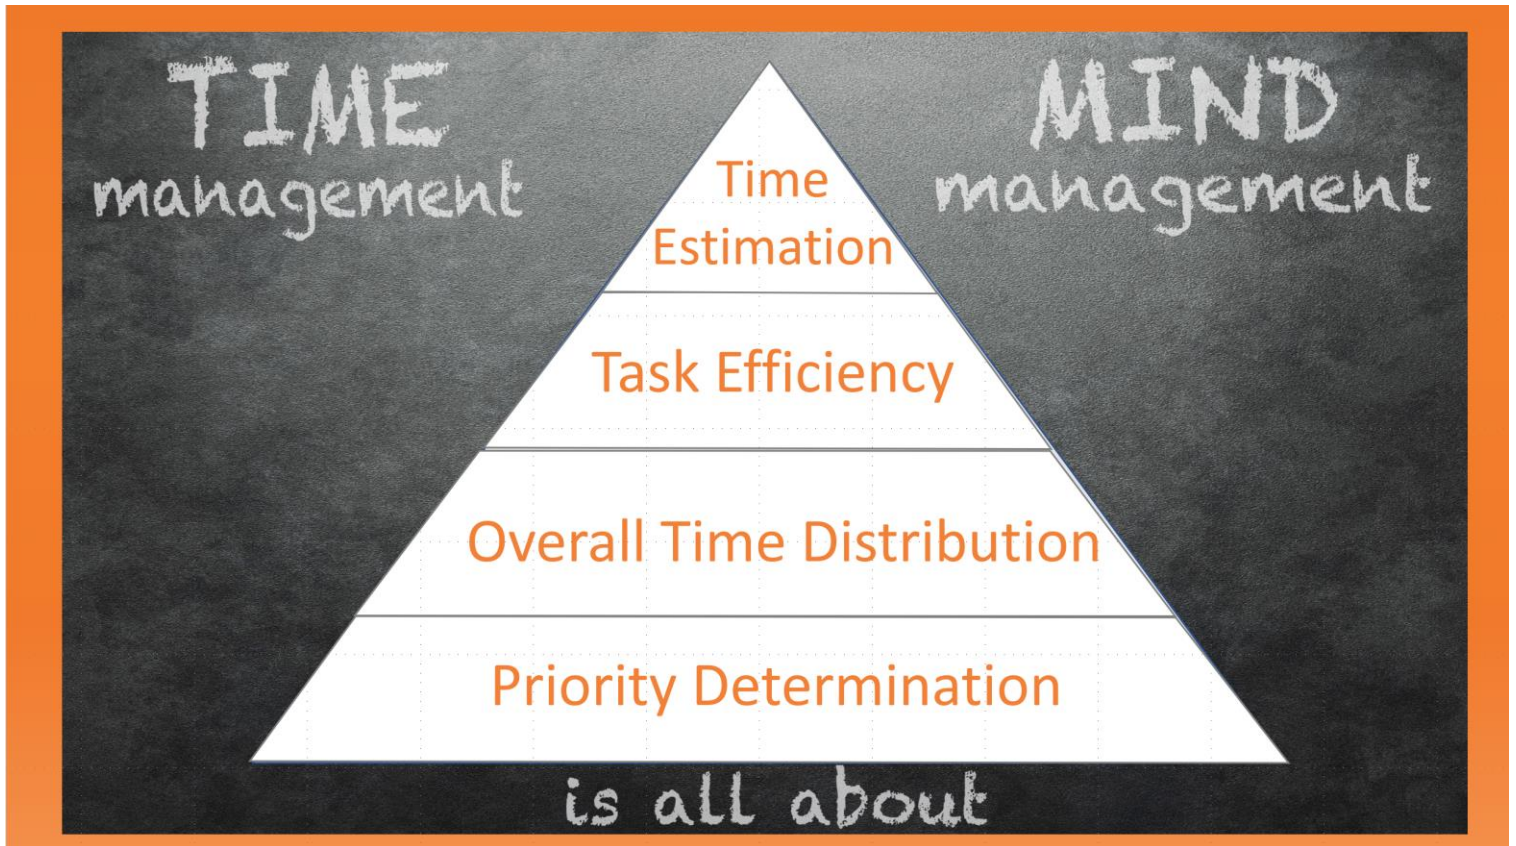 TIME
management
MIND
management
Time
Estimation
Task Efficiency
Overall Time Distribution
Priority Determination
is all about